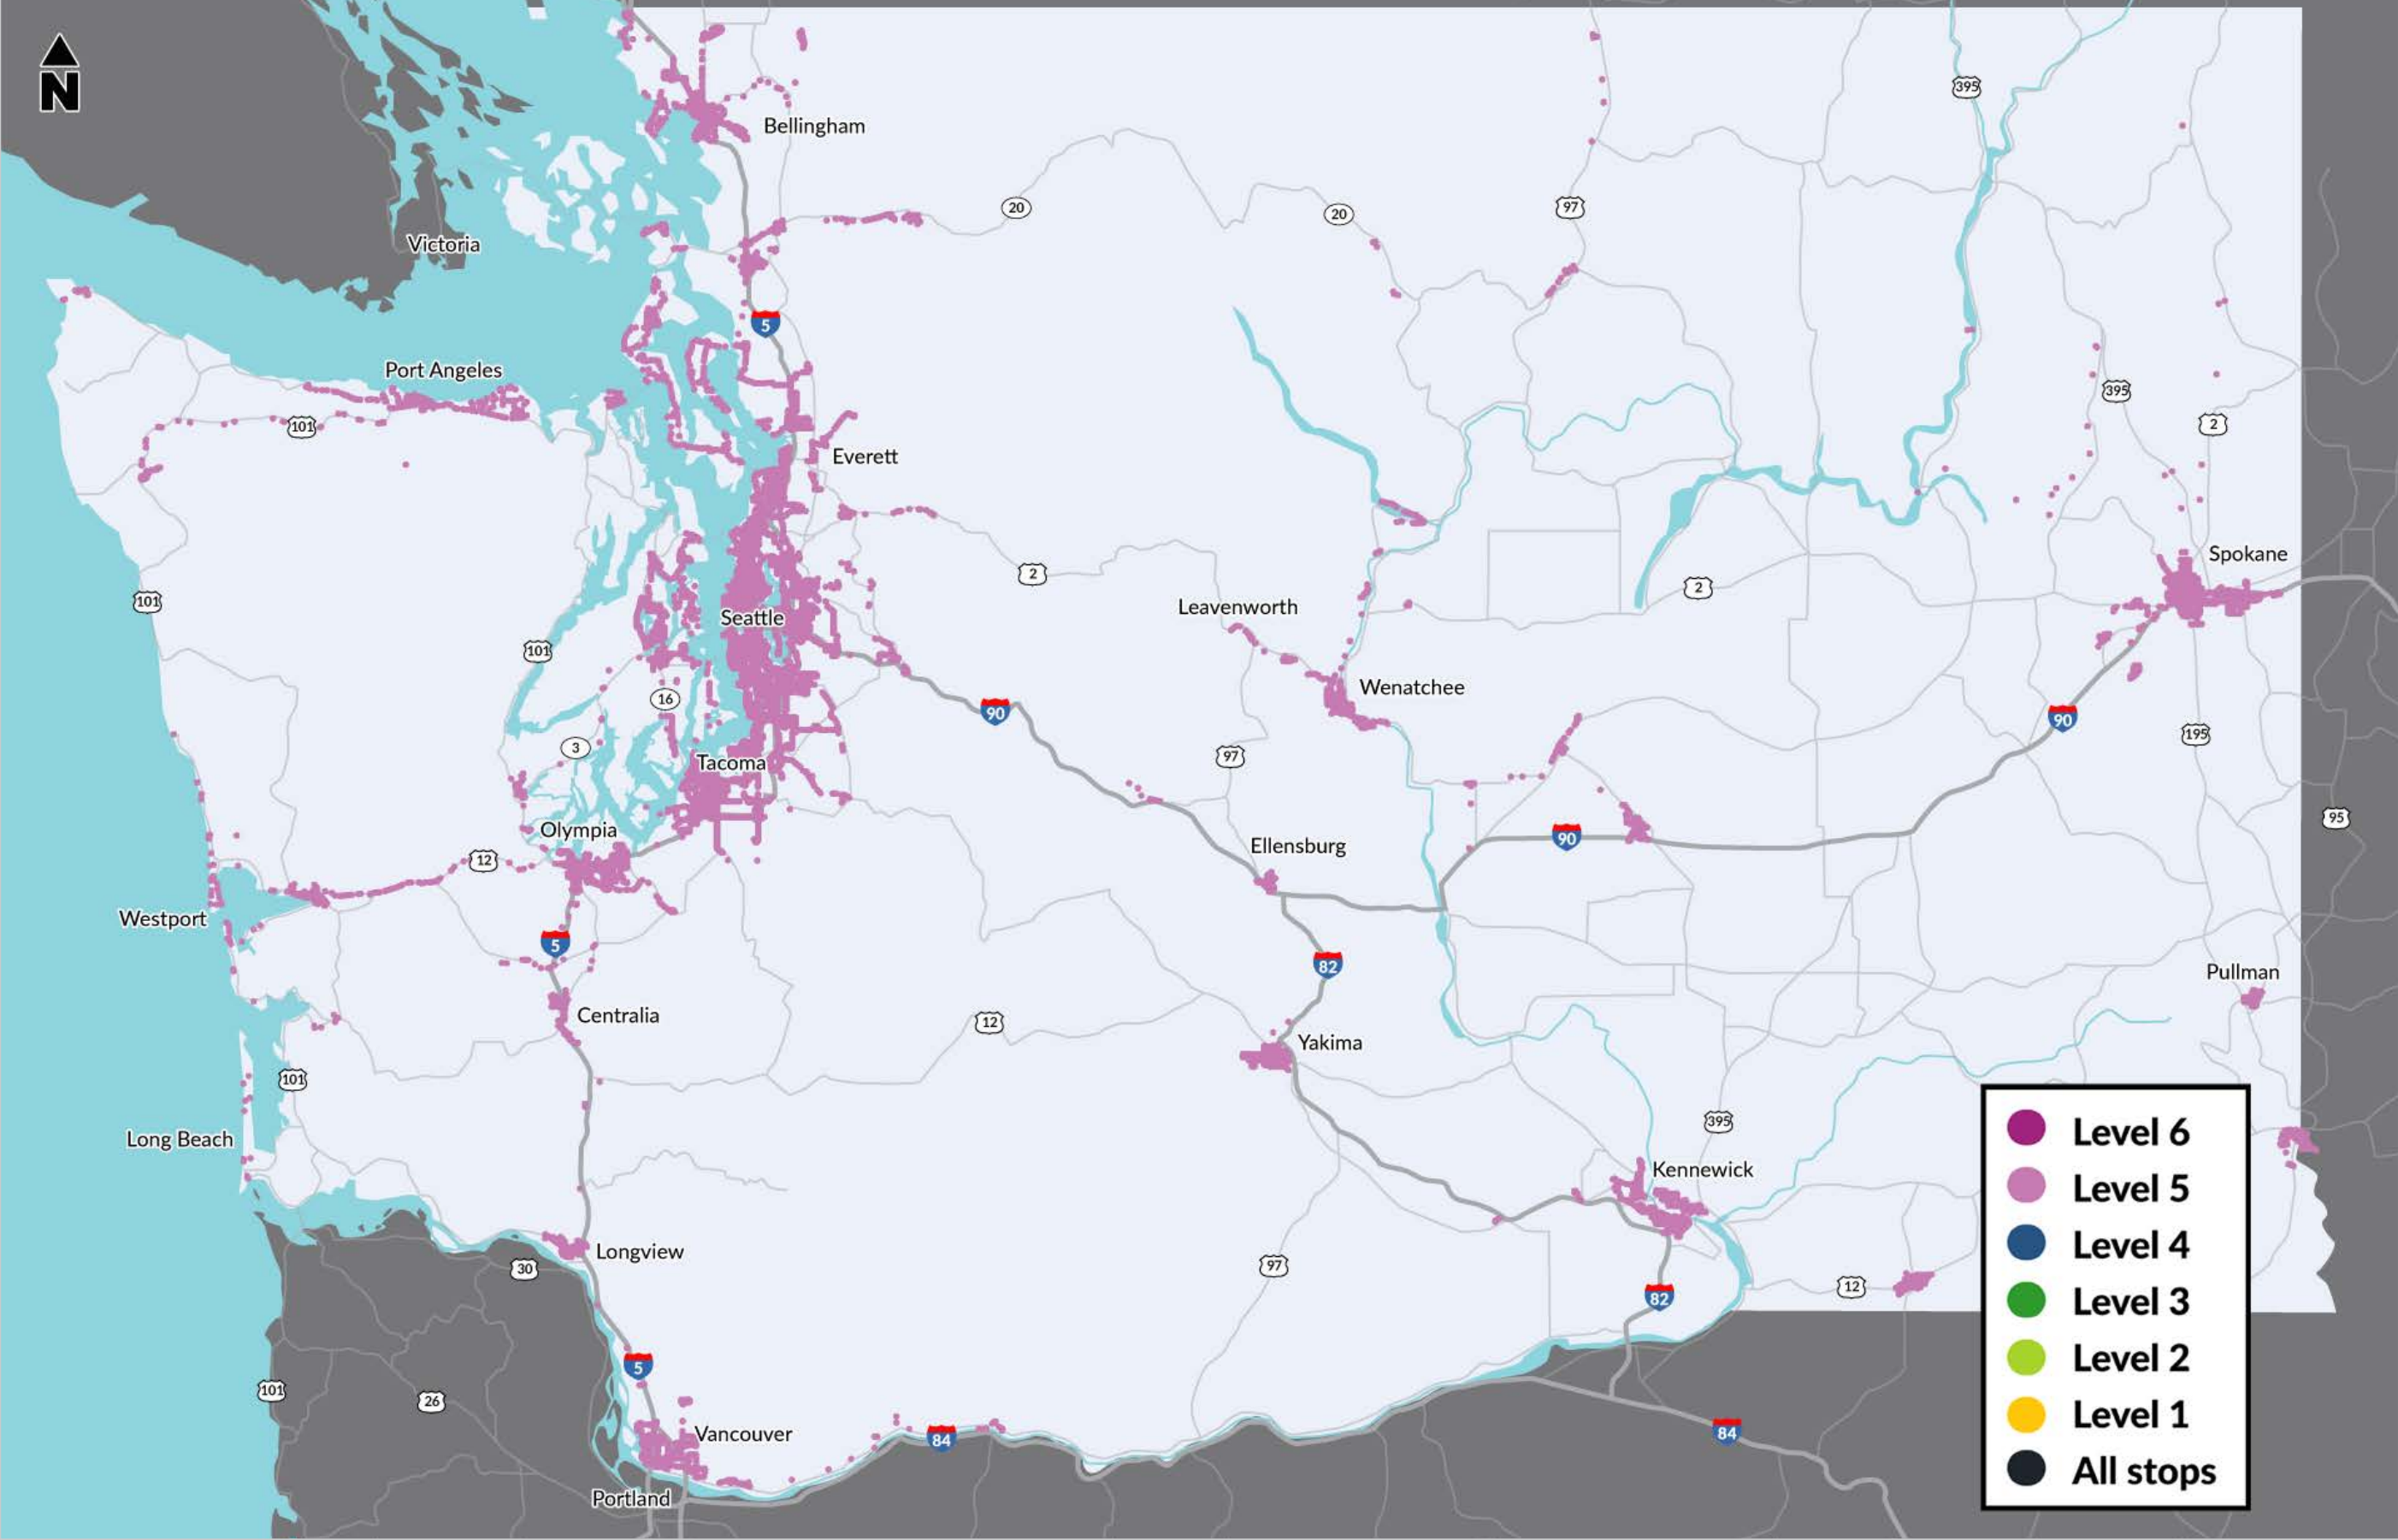 N
395
Bellingham
20
20
97
Victoria
5
Port Angeles
395
101
2
Everett
Spokane
2
2
101
Leavenworth
Seattle
101
Wenatchee
16
90
90
195
3
97
Tacoma
95
Olympia
90
Ellensburg
12
Westport
5
82
Pullman
Centralia
12
Yakima
101
395
Long Beach
Kennewick
Longview
97
30
12
82
5
101
26
Vancouver
84
84
Portland
Level 6
Level 5
Level 4
Level 3
Level 2
Level 1
All stops